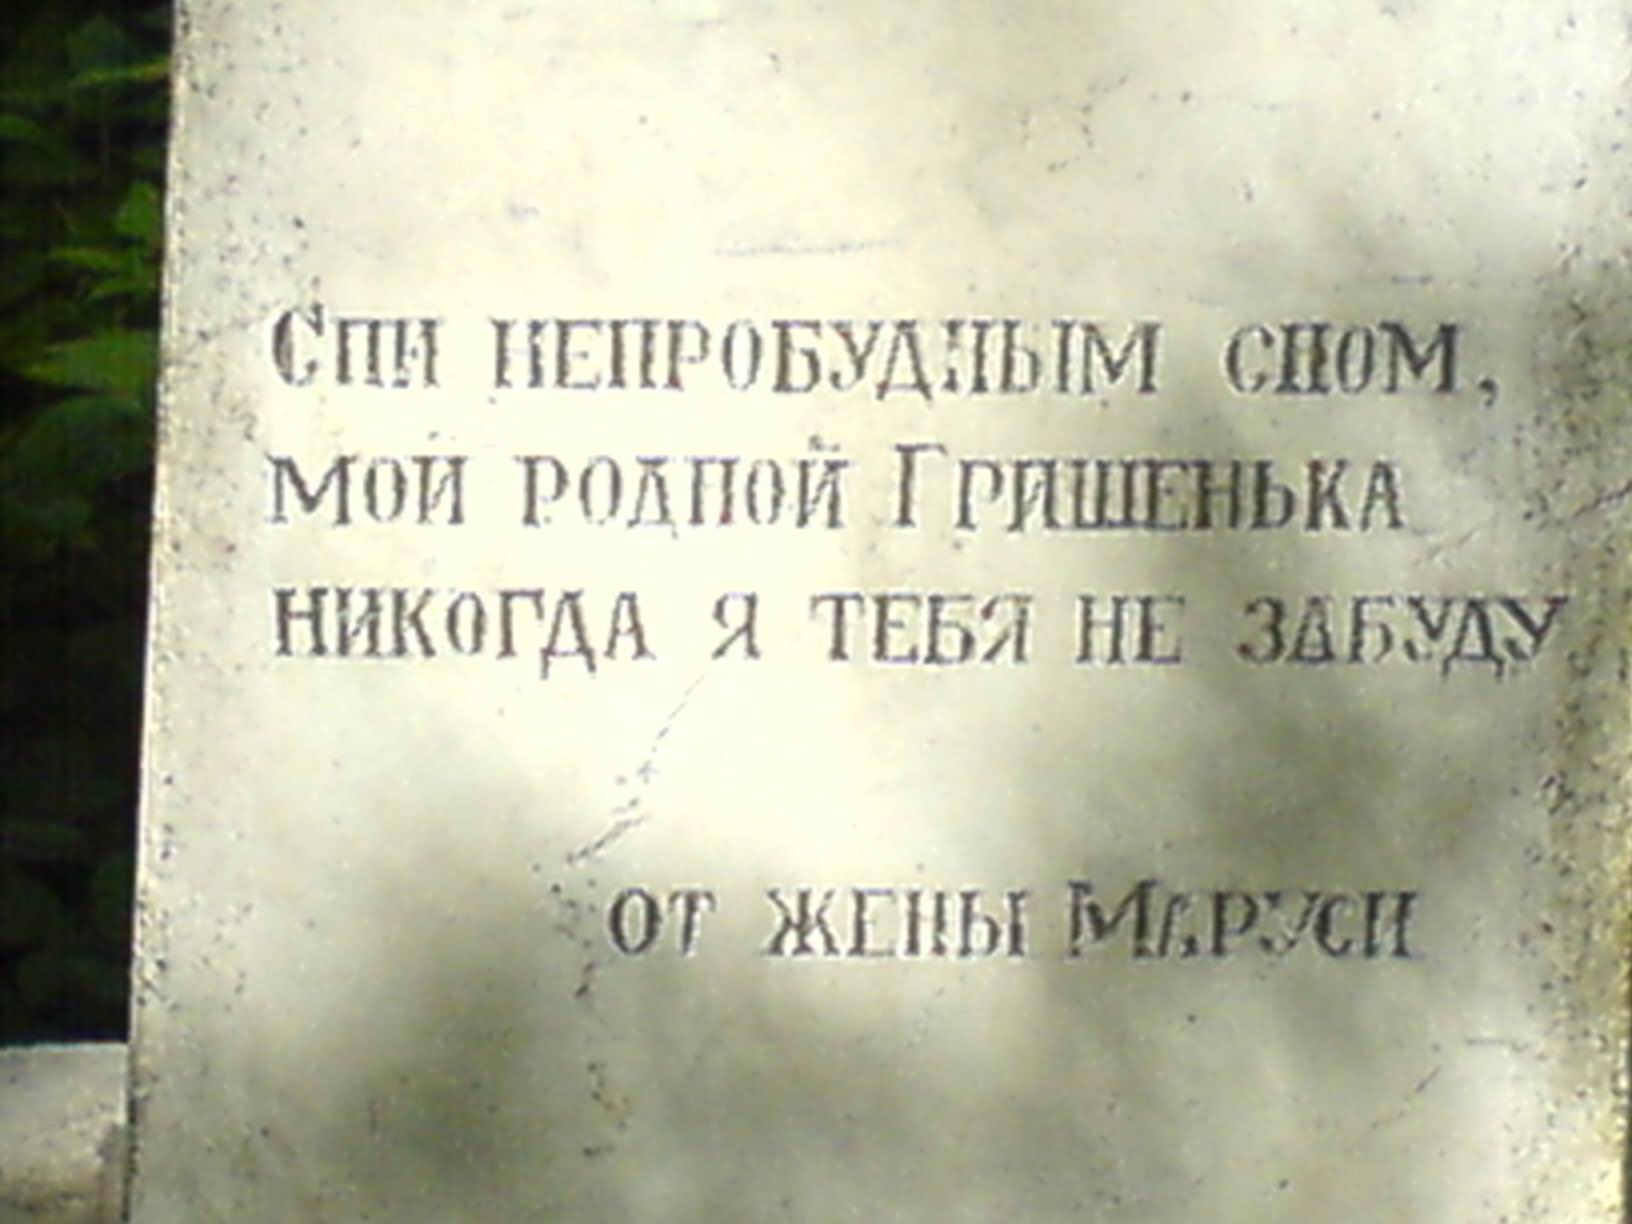 Спи непробудным сном,
мой родной Гришенька
никогда я тебя не забуду
от жены Маруси